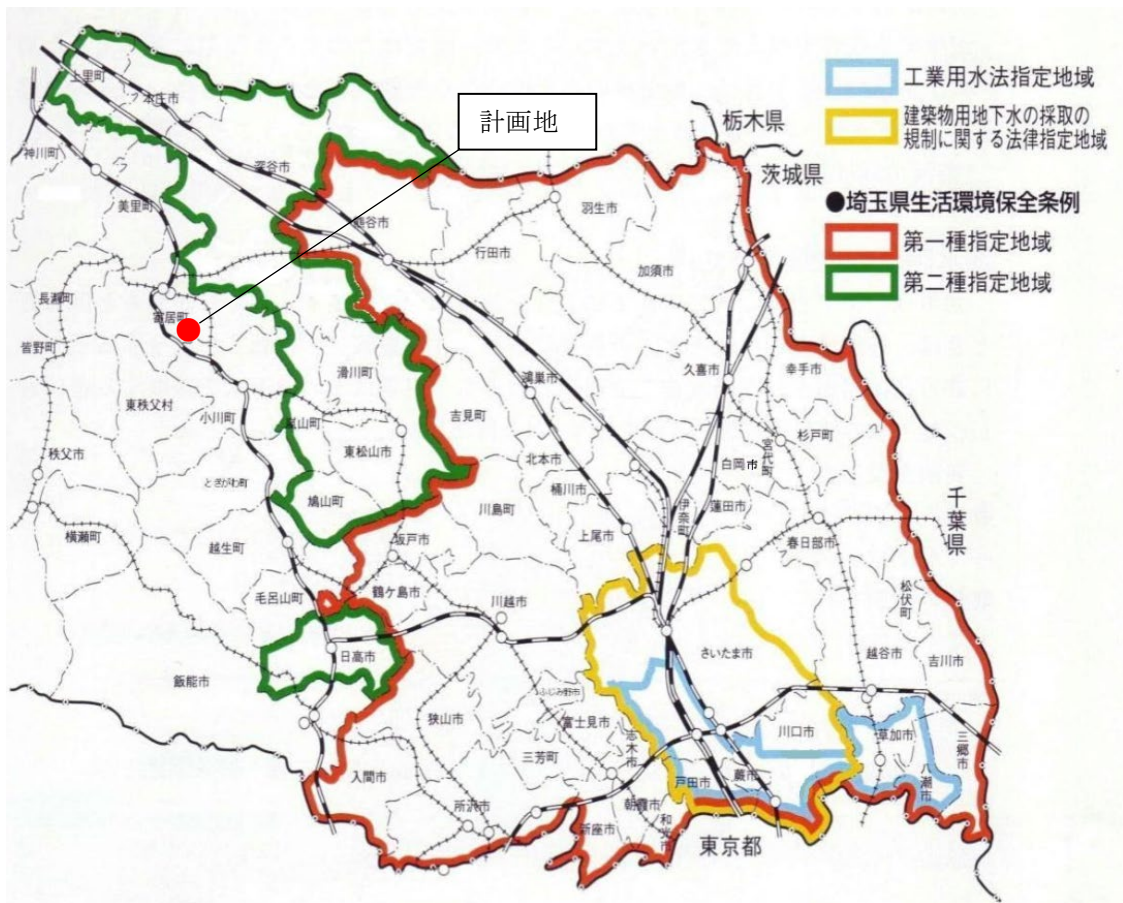 計画地
工業用水法指定地域
建築物用地下水の採取の
規制に関する法律指定地域
●埼玉県生活環境保全条例
第一種指定地域
第二種指定地域
栃木県
茨城県
千葉県
東京都
上里町
本庄市
神川町
深谷市
美里町
熊谷市
行田市
羽生市
加須市
長瀬町
寄居町
皆野町
滑川町
鴻巣市
久喜市
幸手市
東秩父村
小川町
嵐山町
東松山市
吉見町
北本市
杉戸町
宮代町
白岡市
秩父市
ときがわ町
鳩山町
川島町
桶川市
伊奈町
蓮田市
横瀬町
越生町
坂戸市
上尾市
春日部市
松伏町
毛呂山町
鶴ケ島市
川越市
さいたま市
越谷市
吉川市
日高市
飯能市
ふじみ野市
狭山市
富士見市
志木市
川口市
草加市
三郷市
三芳町
入間市
戸田市
蕨市
八潮市
所沢市
朝霞市
新座市
和光市